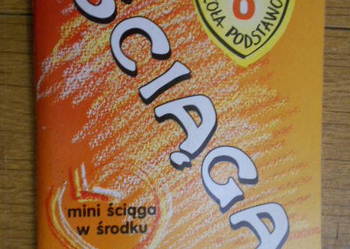 6
SZKOŁA PODSTAWO
ŚCIĄGA
mini ściąga
w środku